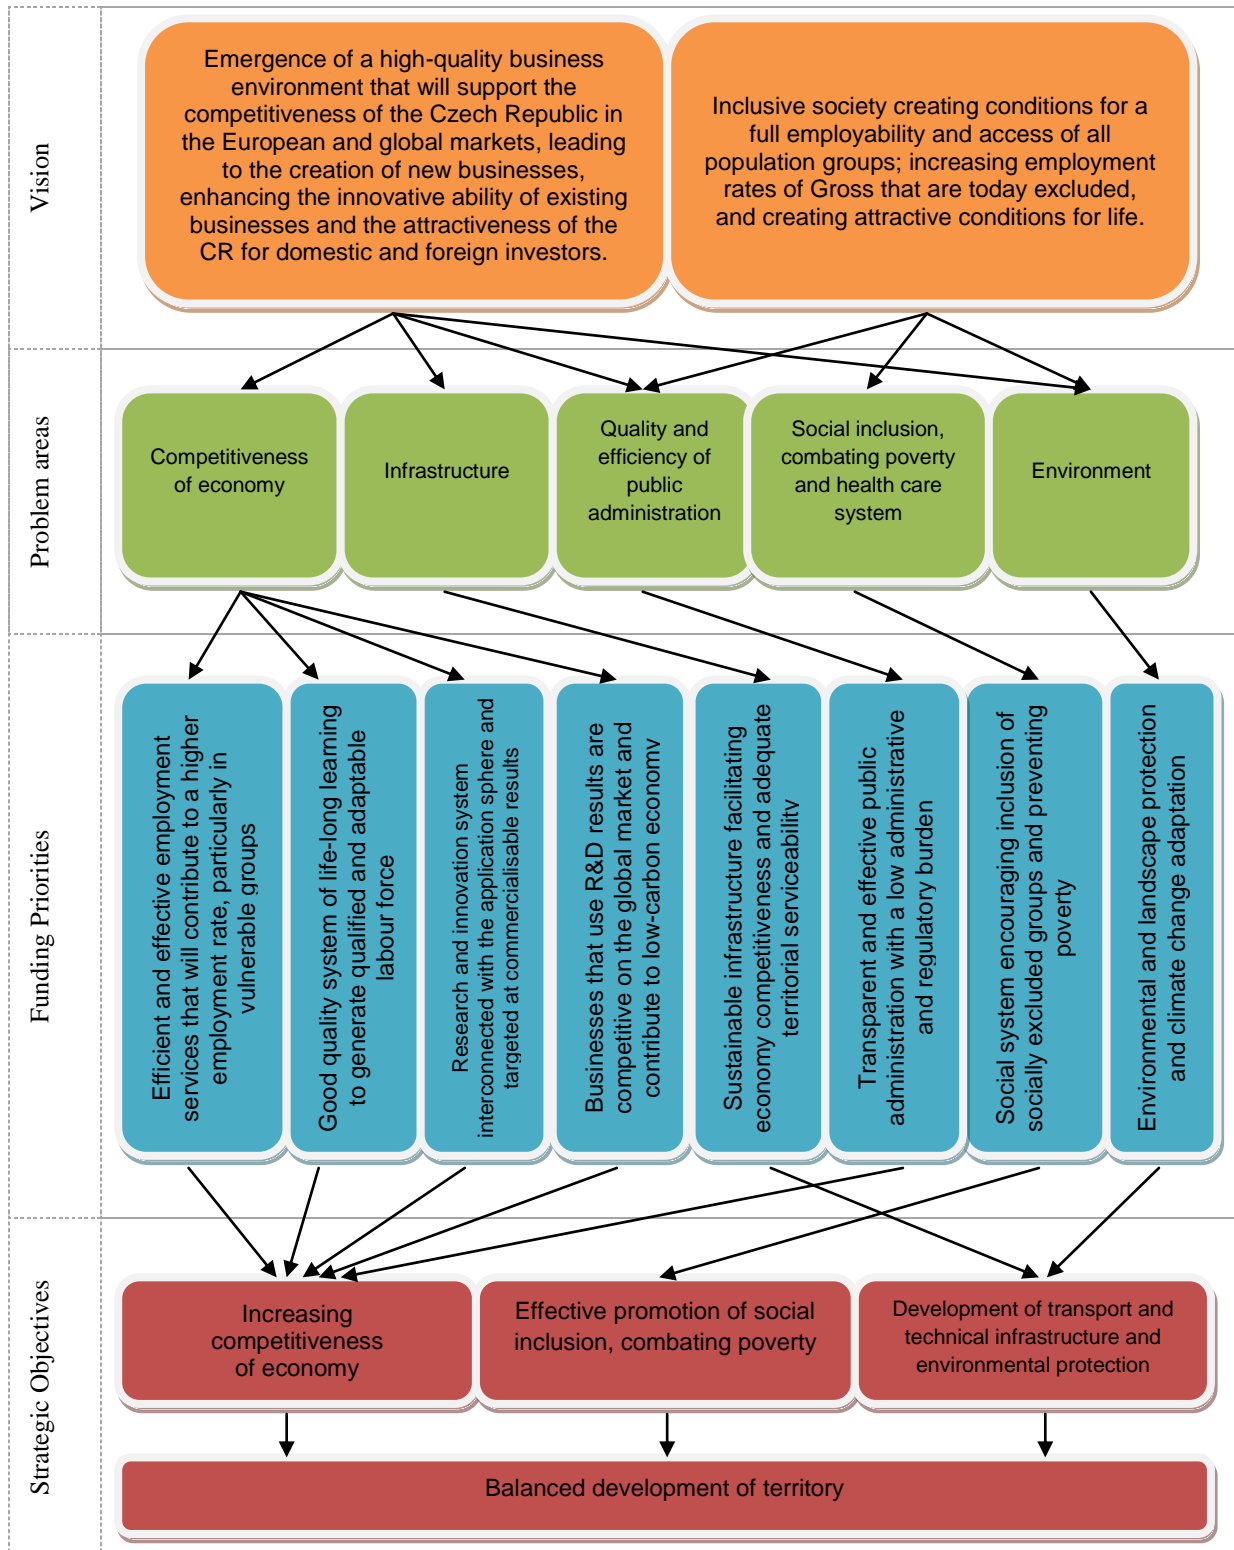 Vision
Emergence of a high-quality business
environment that will support the
competitiveness of the Czech Republic in
the European and global markets, leading
to the creation of new businesses,
enhancing the innovative ability of existing
businesses and the attractiveness of the
CR for domestic and foreign investors.
Inclusive society creating conditions for a
full employability and access of all
population groups; increasing employment
rates of Gross that are today excluded,
and creating attractive conditions for life.
Problem areas
Competitiveness
of economy
Infrastructure
Quality and
efficiency of
public
administration
Social inclusion,
combating poverty
and health care
system
Environment
Funding Priorities
Efficient and effective employment
services that will contribute to a higher
employment rate, particularly in
vulnerable groups
Good quality system of life-long learning
to generate qualified and adaptable
labour force
Research and innovation system
interconnected with the application sphere and
targeted at commercialisable results
Businesses that use R&D results are
competitive on the global market and
contribute to low-carbon economy
Sustainable infrastructure facilitating
economy competitiveness and adequate
territorial serviceability
Transparent and effective public
administration with a low administrative
and regulatory burden
Social system encouraging inclusion of
socially excluded groups and preventing
poverty
Environmental and landscape protection
and climate change adaptation
Strategic Objectives
Increasing
competitiveness
of economy
Effective promotion of social
inclusion, combating poverty
Development of transport and
technical infrastructure and
environmental protection
Balanced development of territory